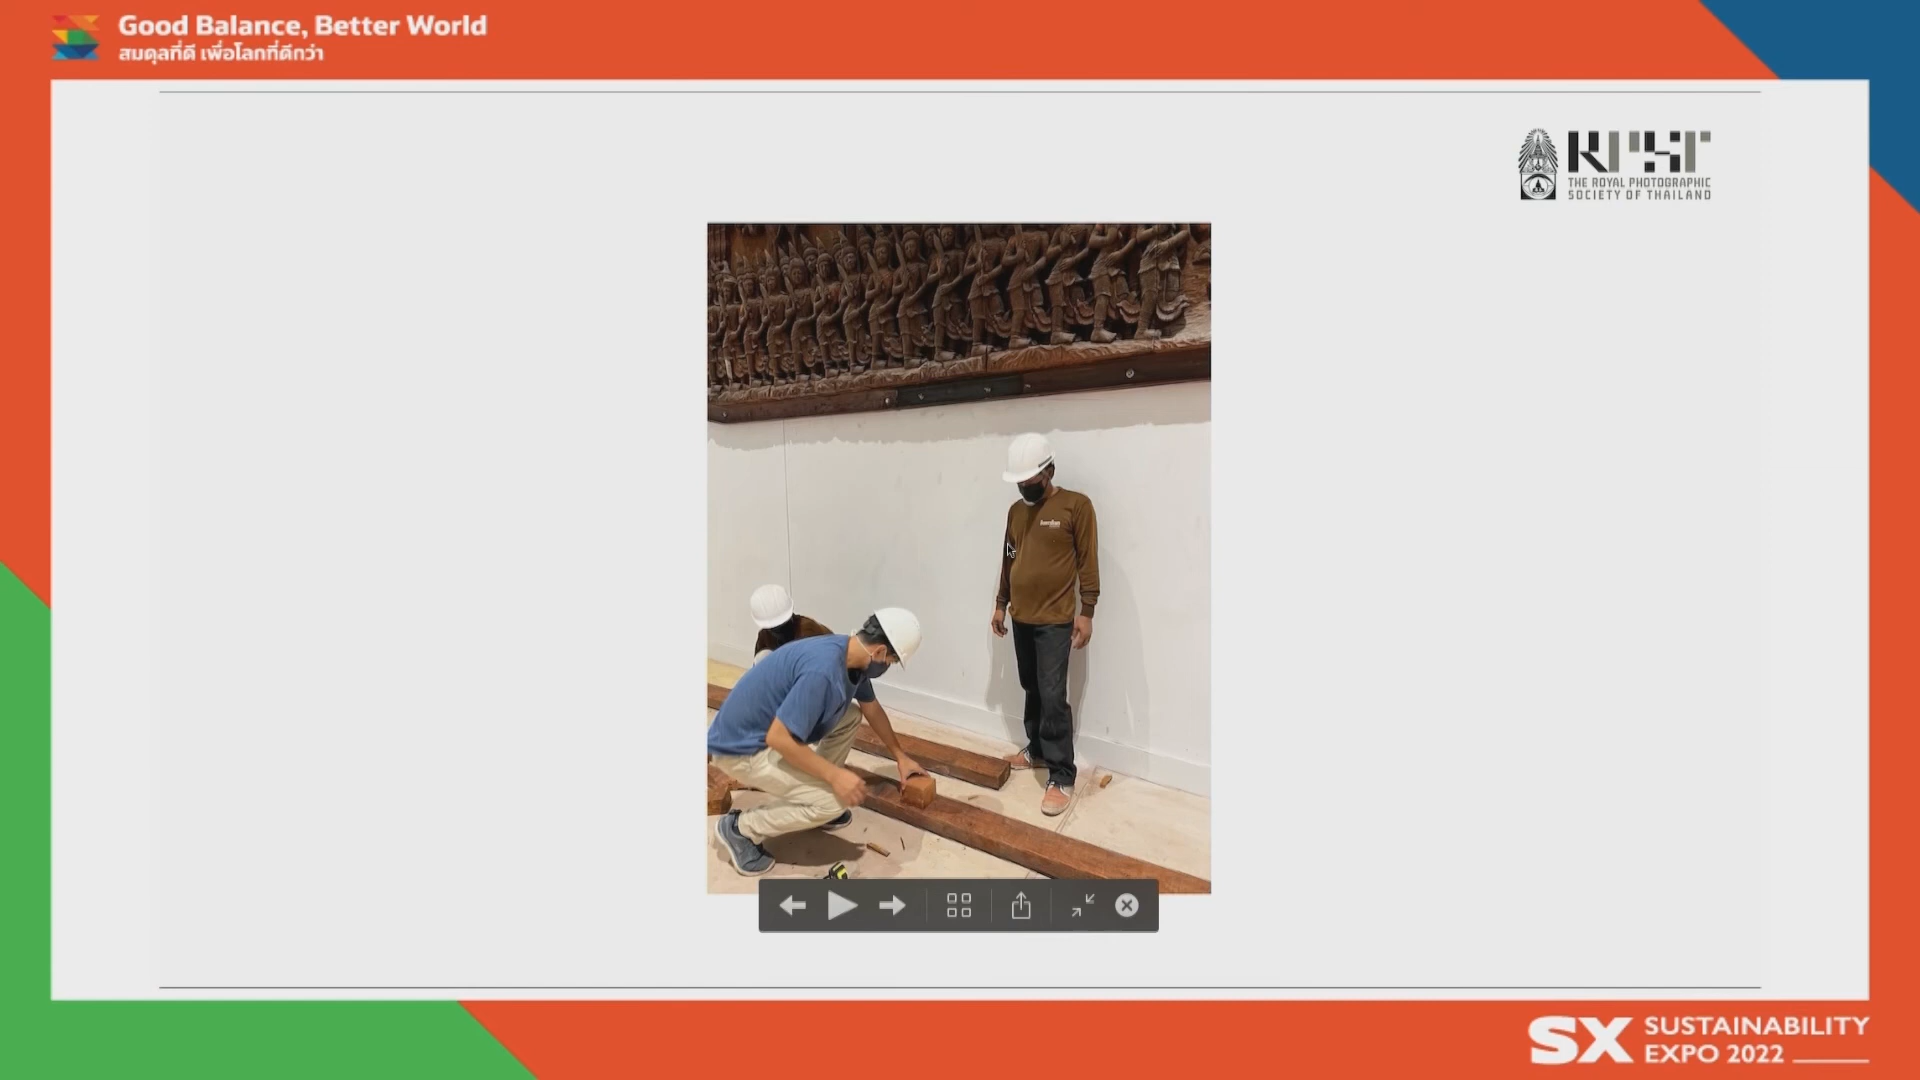 Good Balance, Better World
สมดุลที่ดี เพื่อโลกที่ดีกว่า
RPST
THE ROYAL PHOTOGRAPHIC
SOCIETY OF THAILAND
SX SUSTAINABILITY
EXPO 2022